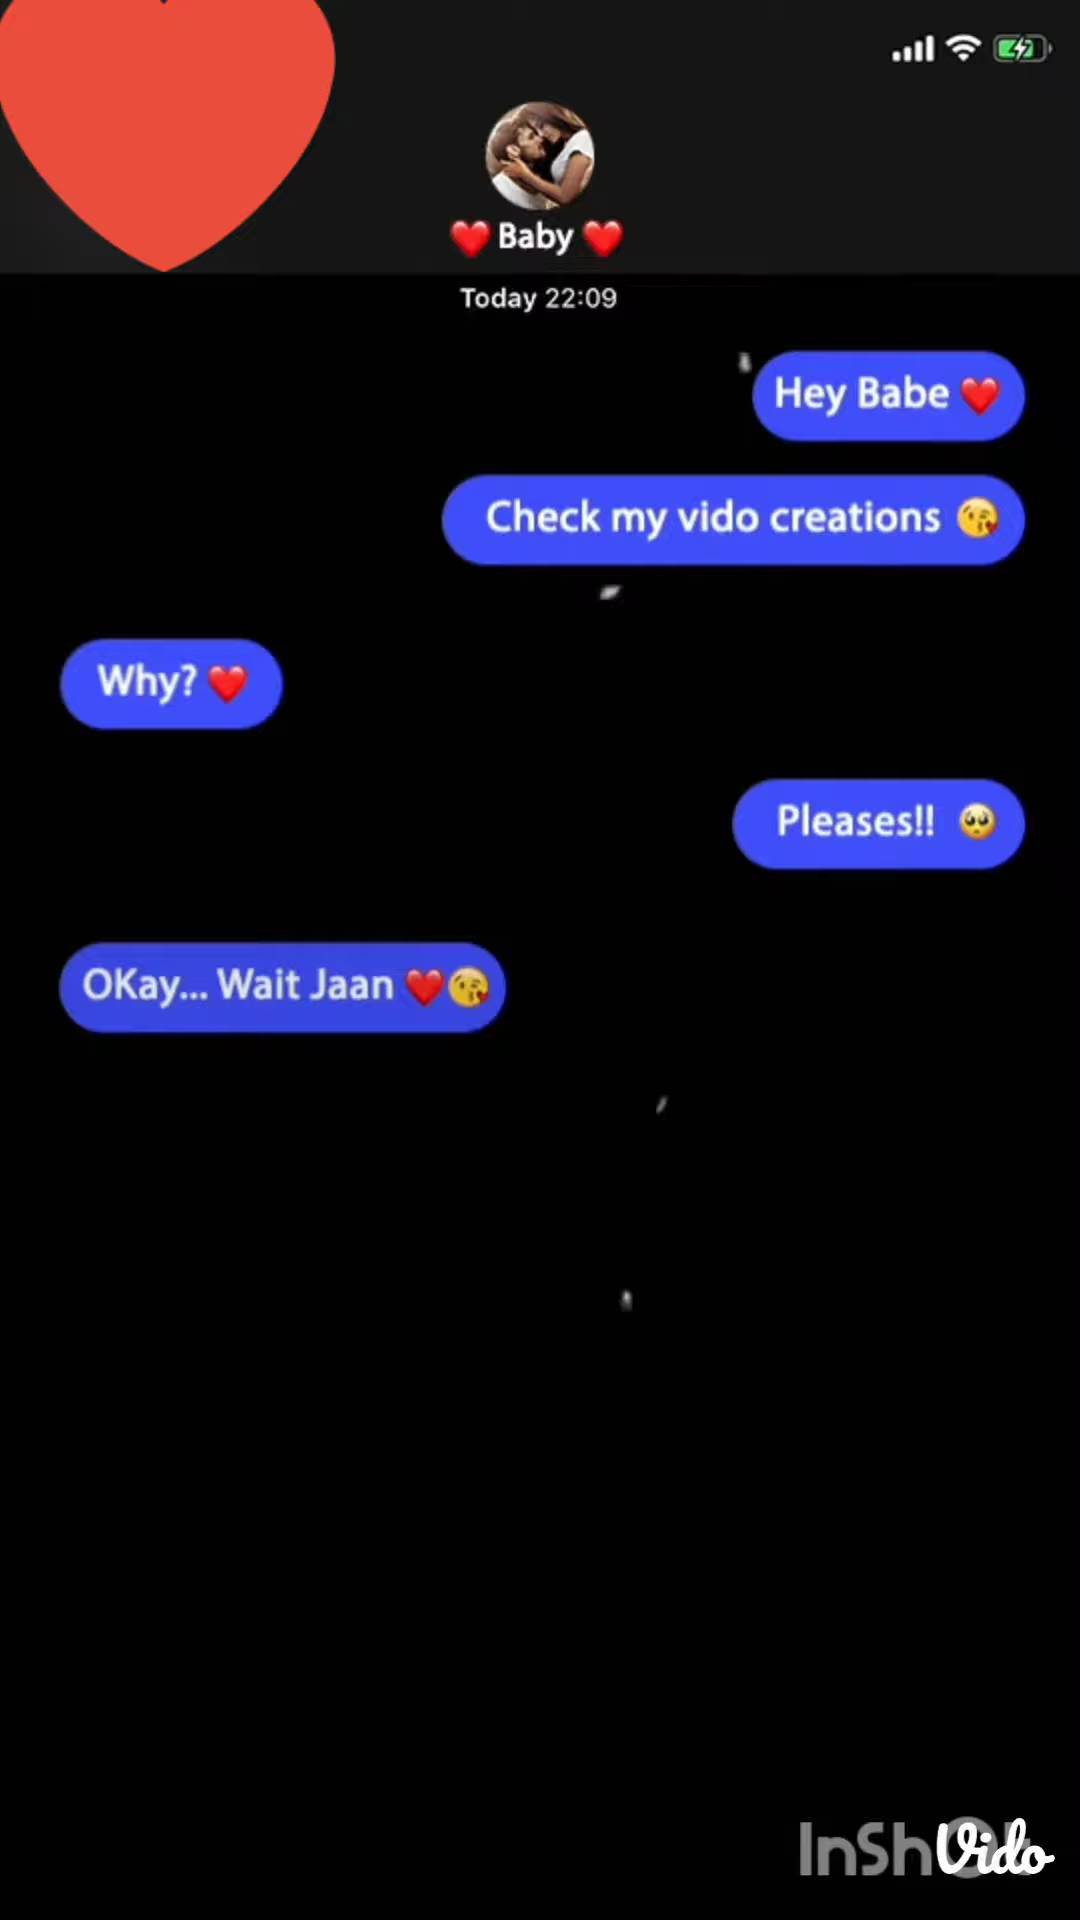 ❤️ Baby ❤️
Today 22:09
Hey Babe ❤️
Check my vido creations 😘
Why? ❤️
Pleases!! 🥺
OKay... Wait Jaan ❤️😘
InShot
Vido